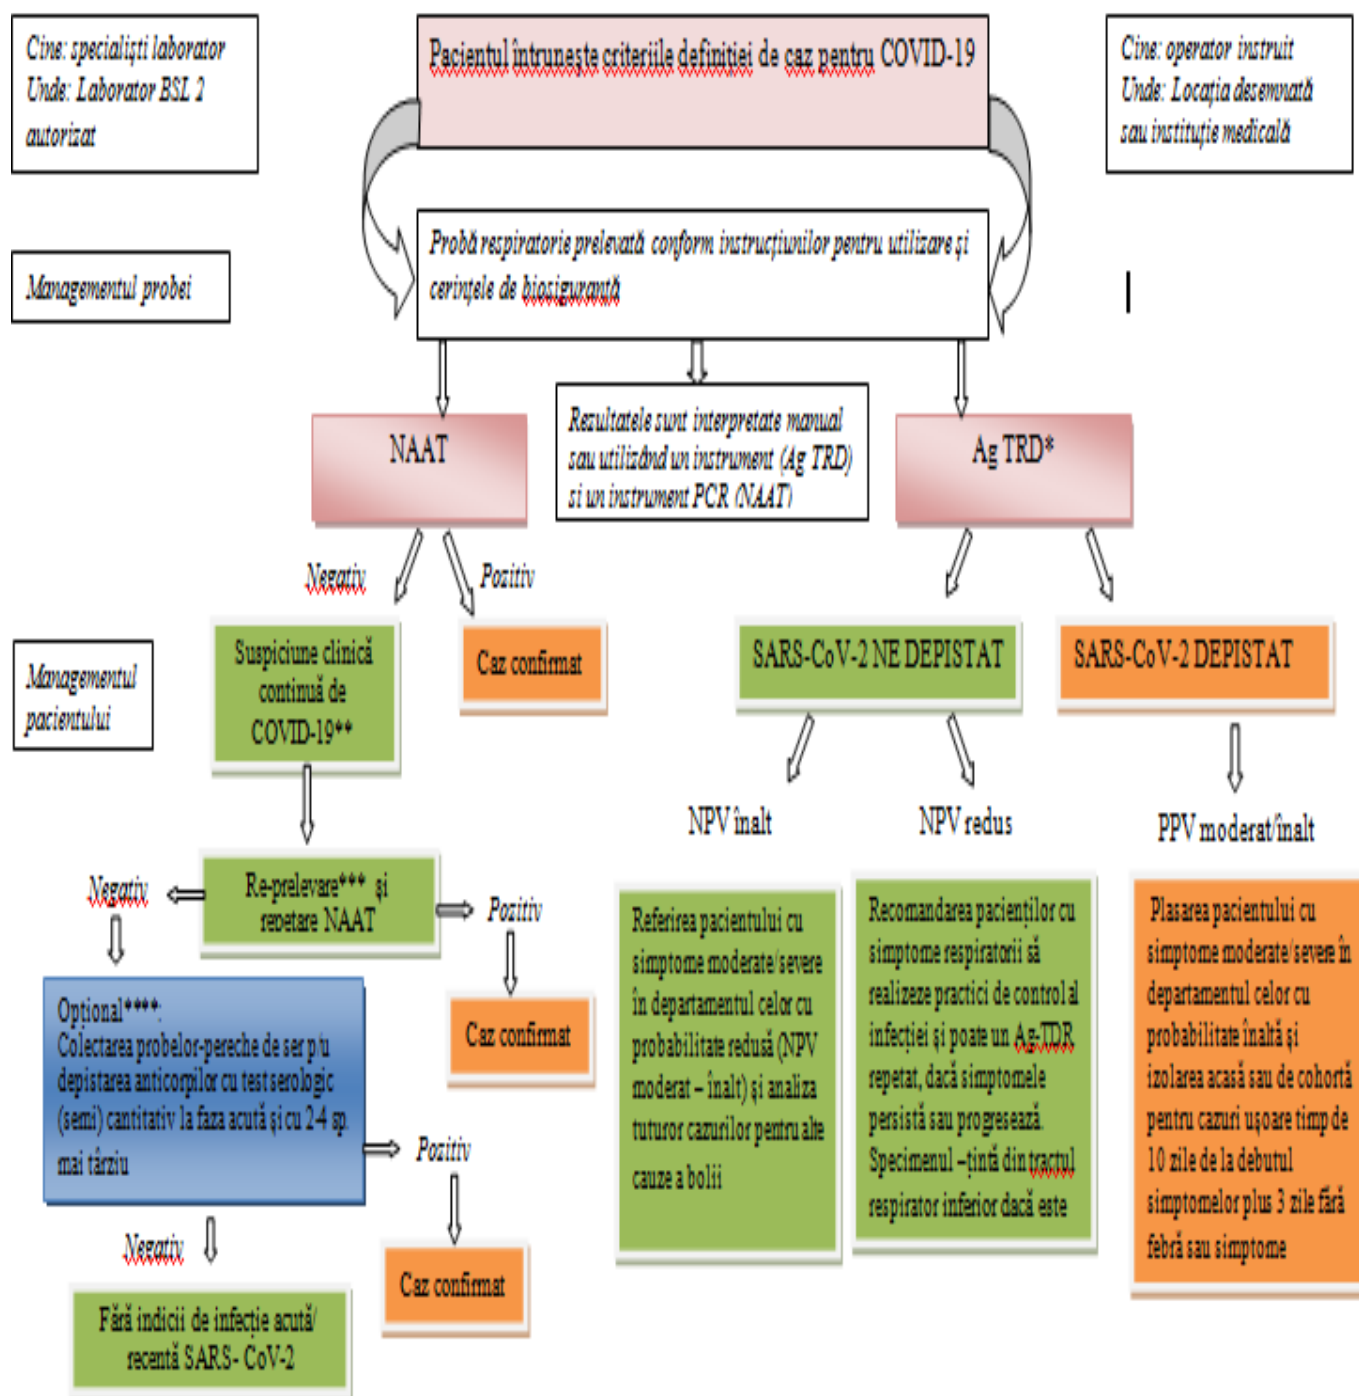 Cine: specialiști laborator
Unde: Laborator BSL 2
autorizat
Pacientul întrunește criteriile definiției de caz pentru COVID-19
Cine: operator instruit
Unde: Locația desemnată
sau instituție medicală
Managementul probei
Probă respiratorie prelevată conform instrucțiunilor pentru utilizare și
cerințele de biosiguranță
NAAT
Rezultatele sunt interpretate manual
sau utilizând un instrument (Ag TRD)
si un instrument PCR (NAAT)
Ag TRD*
Negativ
Pozitiv
Managementul
pacientului
Suspiciune clinică
continuă de
COVID-19**
Caz confirmat
SARS-CoV-2 NE DEPISTAT
SARS-CoV-2 DEPISTAT
NPV înalt
NPV redus
PPV moderat/înalt
Negativ
Re-prelevare*** și
repetare NAAT
Pozitiv
Caz confirmat
Opțional****:
Colectarea probelor-pereche de ser p/u
depistarea anticorpilor cu test serologic
(semi) cantitativ la faza acută și cu 2-4 sp.
mai târziu
Pozitiv
Negativ
Caz confirmat
Fără indicii de infecție acută/
recentă SARS- CoV-2
Referirea pacientului cu
simptome moderate/severe
în departamentul celor cu
probabilitate redusă (NPV
moderat – înalt) și analiza
tuturor cazurilor pentru alte
cauze a bolii
Recomandarea pacienților cu
simptome respiratorii să
realizeze practici de control al
infecției și poate un Ag-TDR
repetat, dacă simptomele
persistă sau progresează.
Specimenul –țintă din tractul
respirator inferior dacă este
Plasarea pacientului cu
simptome moderate/severe în
departamentul celor cu
probabilitate înaltă și
izolarea acasă sau de cohortă
pentru cazuri ușoare timp de
10 zile de la debutul
simptomelor plus 3 zile fără
febră sau simptome